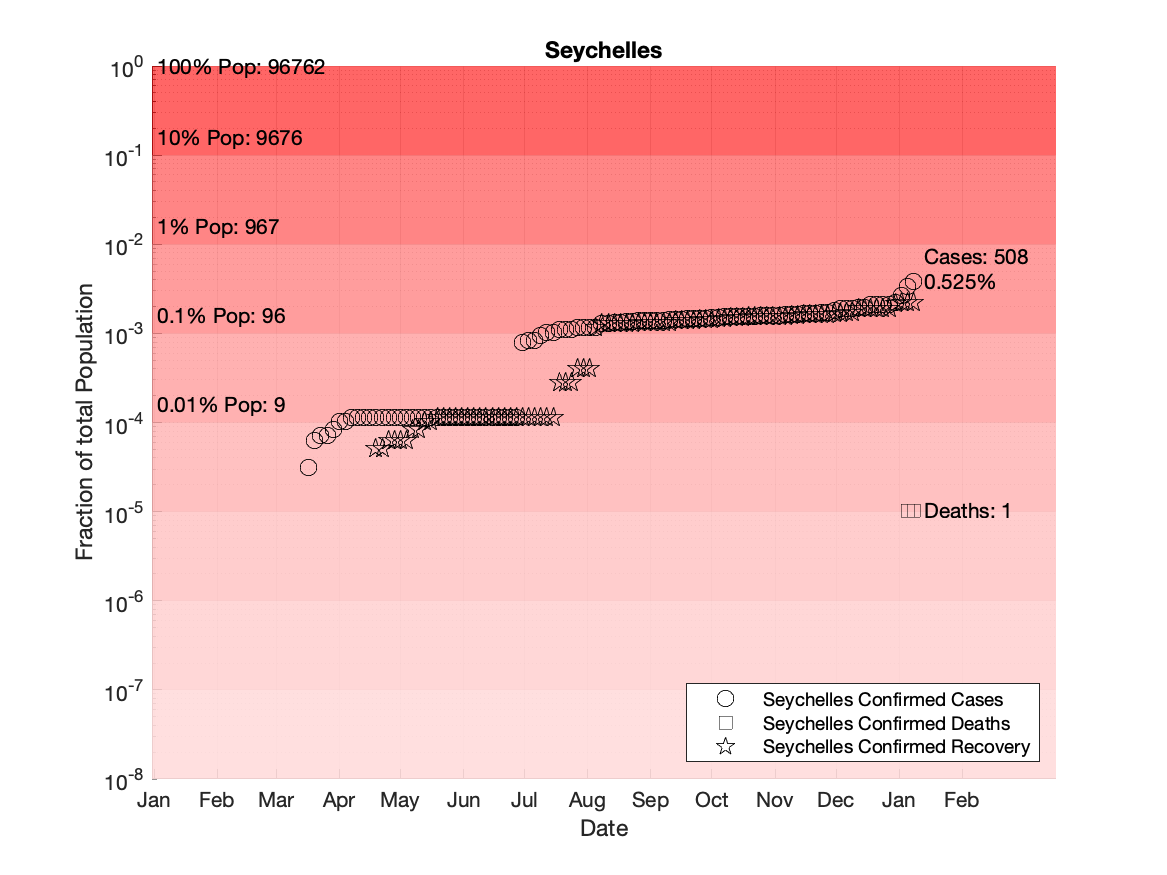 Seychelles
10^0
100% Pop: 96762
10% Pop: 9676
10^-1
1% Pop: 967
10^-2
Cases: 508
0.525%
0.1% Pop: 96
10^-3
0.01% Pop: 9
10^-4
10^-5
Deaths: 1
10^-6
10^-7
10^-8
Fraction of total Population
Seychelles Confirmed Cases
Seychelles Confirmed Deaths
Seychelles Confirmed Recovery
Jan Feb Mar Apr May Jun Jul Aug Sep Oct Nov Dec Jan Feb
Date